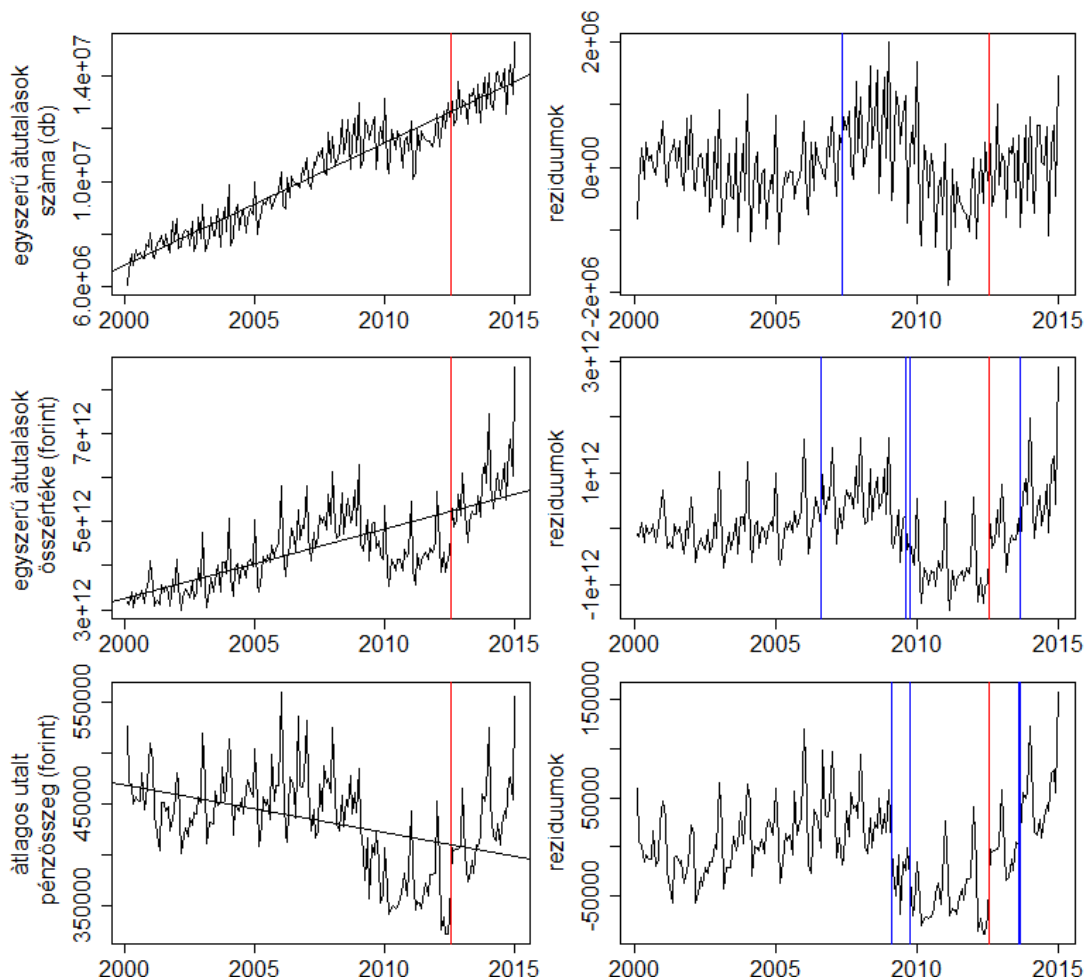 egyszerű àtutalások
száma (db)
6.0e+06
1.0e+07
1.4e+07
2000
2005
2010
2015
reziduumok
-2e+06
0e+00
2e+06
2000
2005
2010
2015
egyszerű àtutalások
összértéke (forint)
3e+12
5e+12
7e+12
2000
2005
2010
2015
reziduumok
-1e+12
1e+12
3e+12
2000
2005
2010
2015
àtlagos utalt
pénzösszeg (forint)
350000
450000
550000
2000
2005
2010
2015
reziduumok
-50000
50000
150000
2000
2005
2010
2015